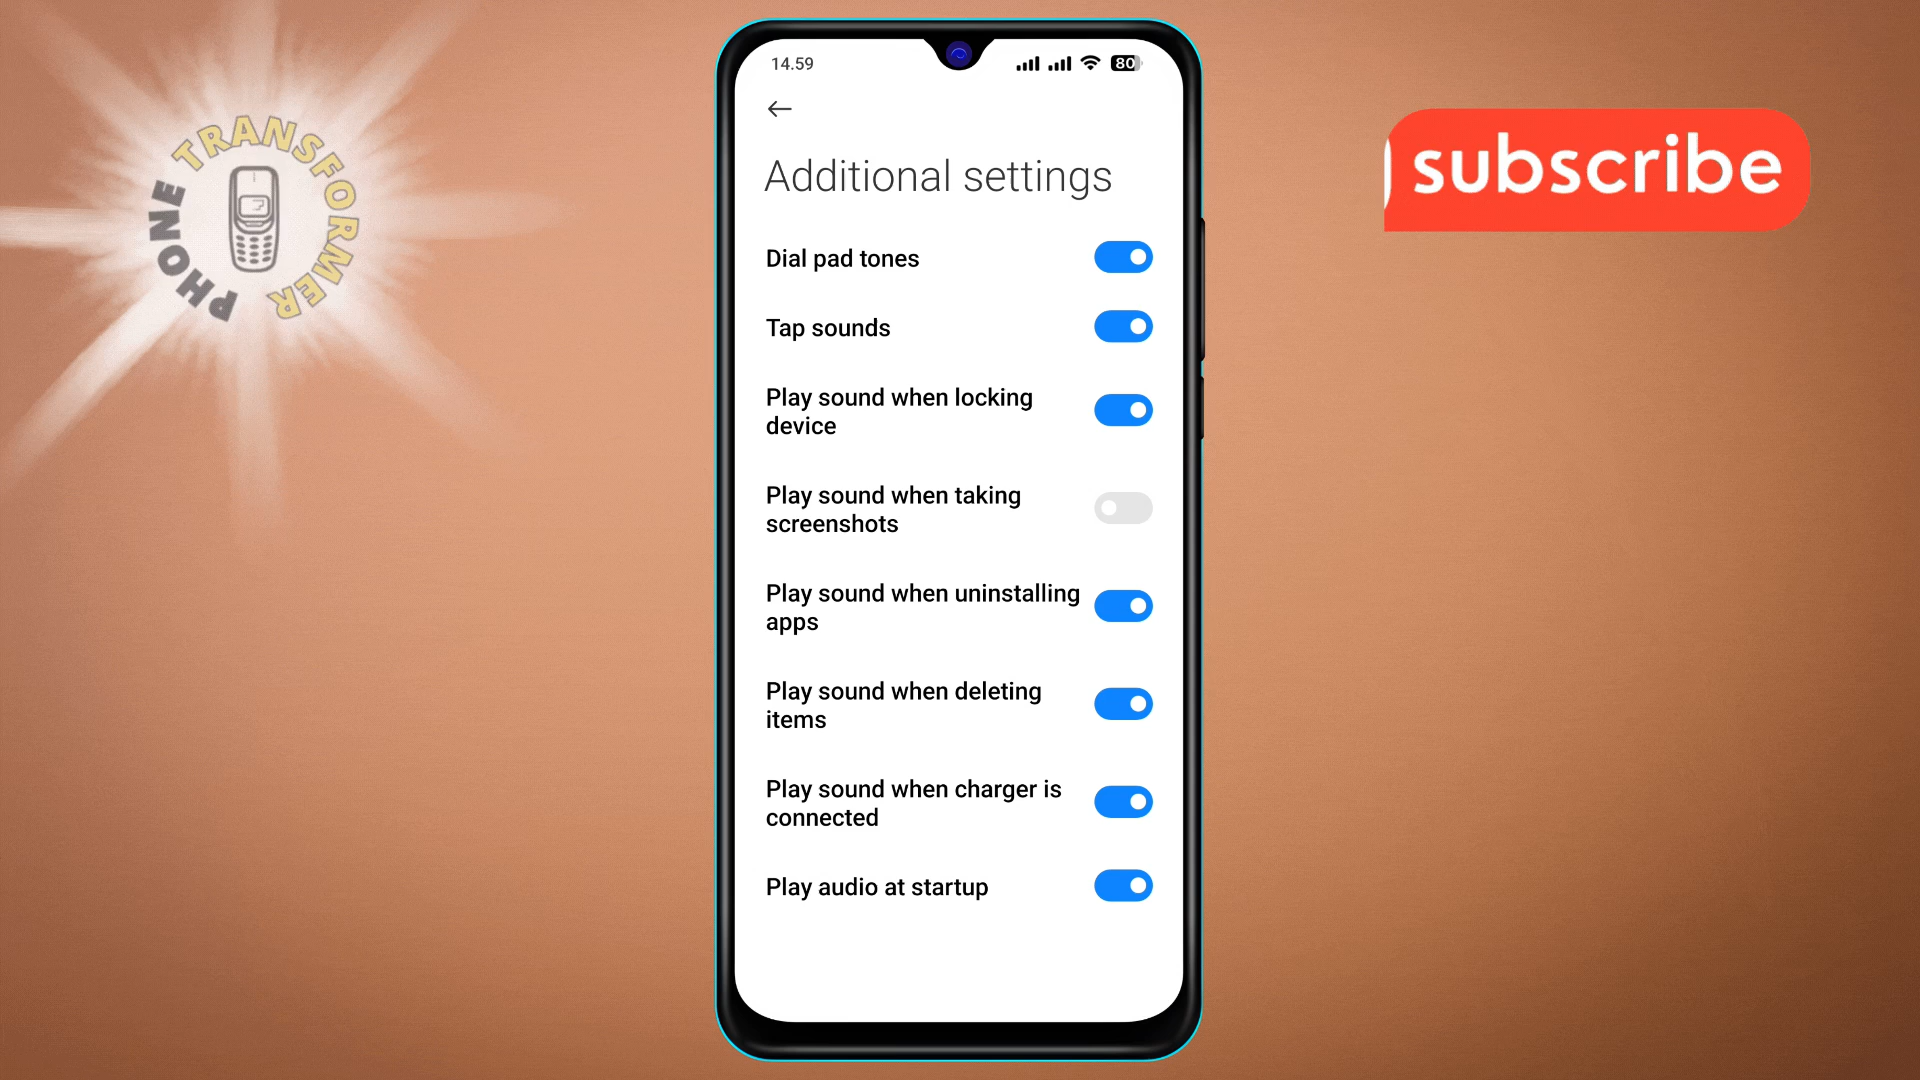 PHONE TRANSFORMER
14.59
80
Additional settings
Dial pad tones
Tap sounds
Play sound when locking
device
Play sound when taking
screenshots
Play sound when uninstalling
apps
Play sound when deleting
items
Play sound when charger is
connected
Play audio at startup
subscribe